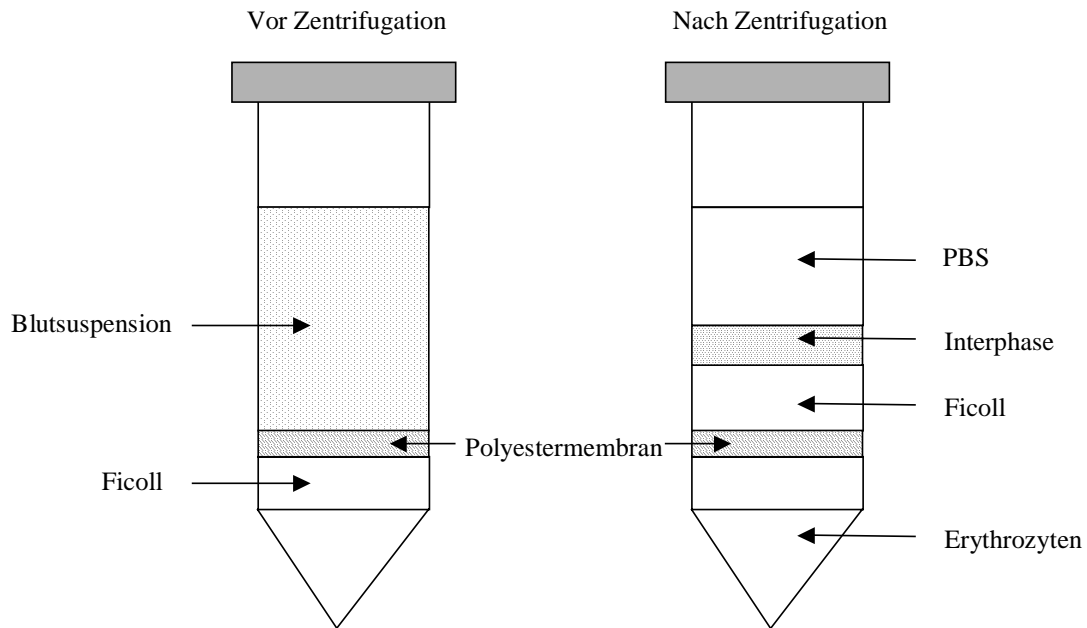 Vor Zentrifugation
Nach Zentrifugation
PBS
Blutsuspension
Interphase
Ficoll
Polyestermembran
Ficoll
Erythrozyten